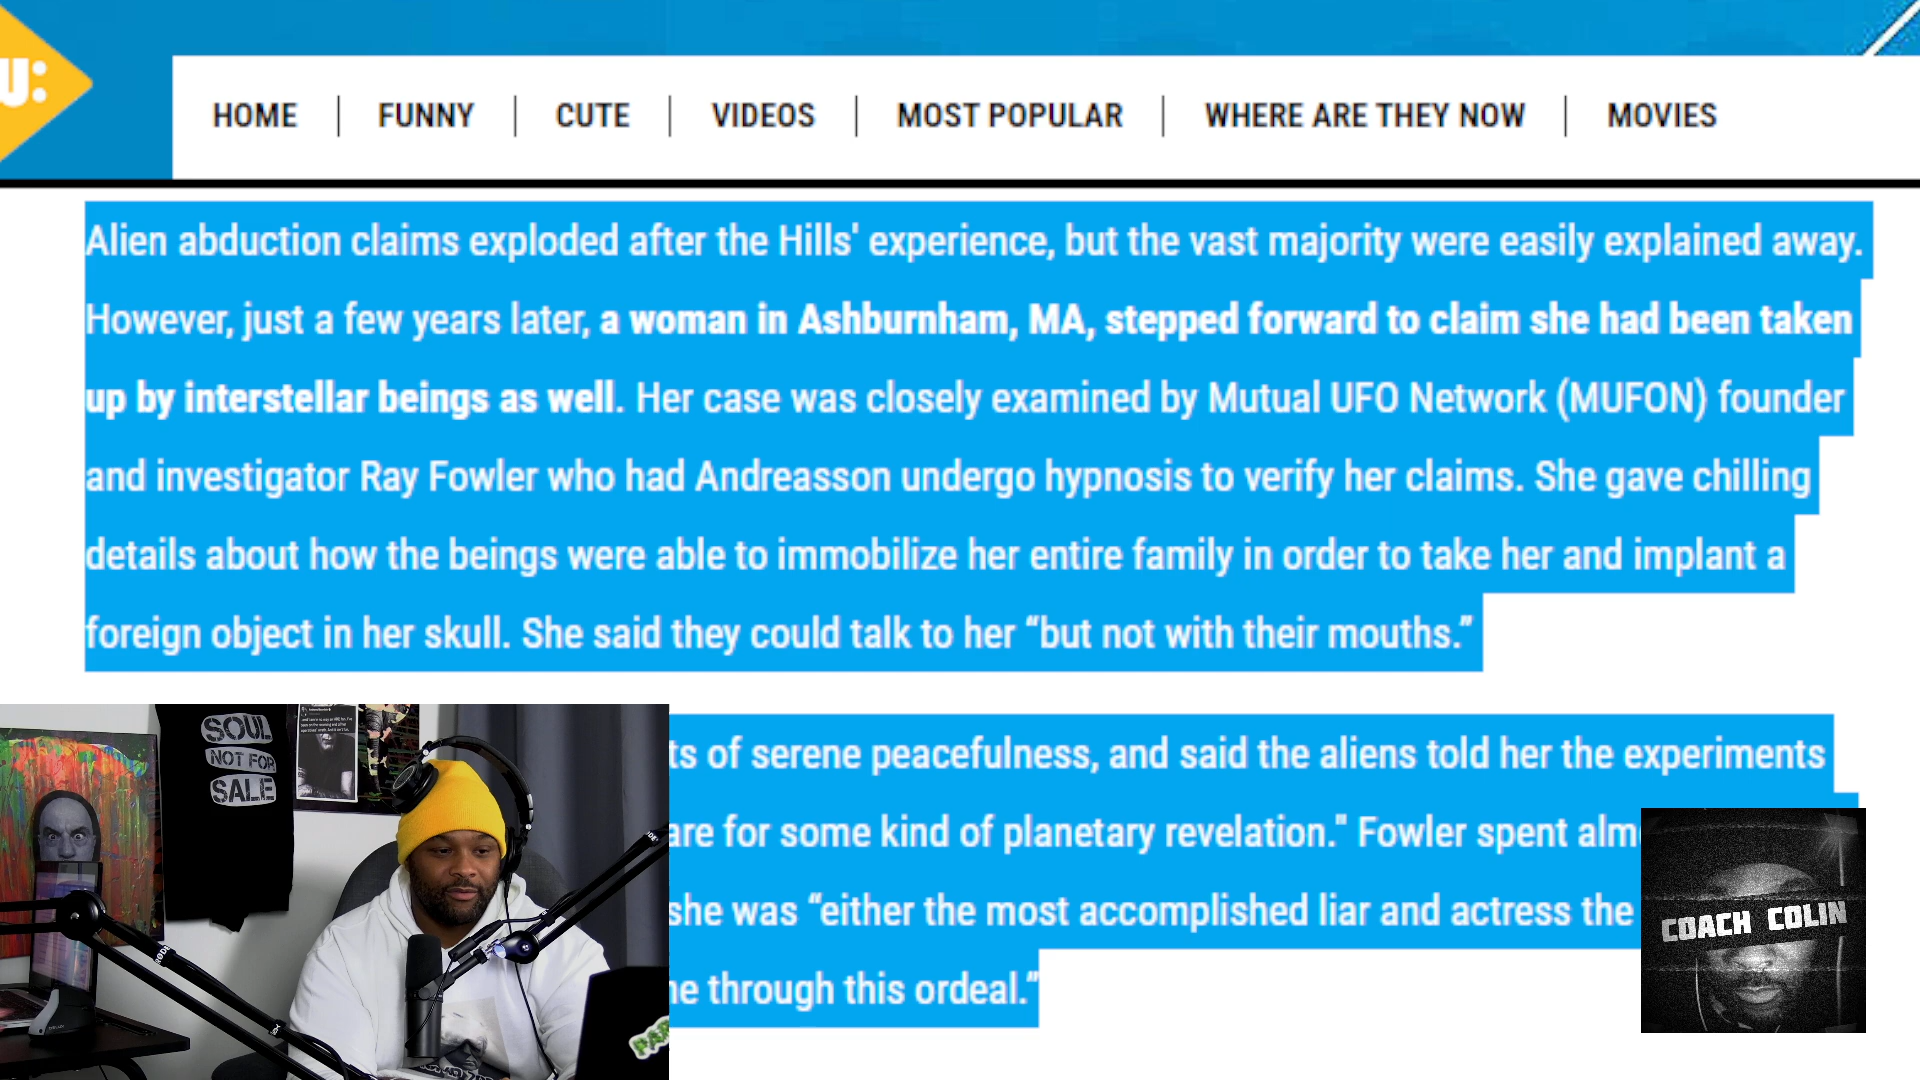 U:
HOME
FUNNY
CUTE
VIDEOS
MOST POPULAR
WHERE ARE THEY NOW
MOVIES
Alien abduction claims exploded after the Hills' experience, but the vast majority were easily explained away.
However, just a few years later, a woman in Ashburnham, MA, stepped forward to claim she had been taken
up by interstellar beings as well. Her case was closely examined by Mutual UFO Network (MUFON) founder
and investigator Ray Fowler who had Andreasson undergo hypnosis to verify her claims. She gave chilling
details about how the beings were able to immobilize her entire family in order to take her and implant a
foreign object in her skull. She said they could talk to her “but not with their mouths.”
ts of serene peacefulness, and said the aliens told her the experiments
are for some kind of planetary revelation." Fowler spent alm
she was “either the most accomplished liar and actress the
ne through this ordeal.”
SOUL
NOT FOR
SALE
RODE
COACH COLIN